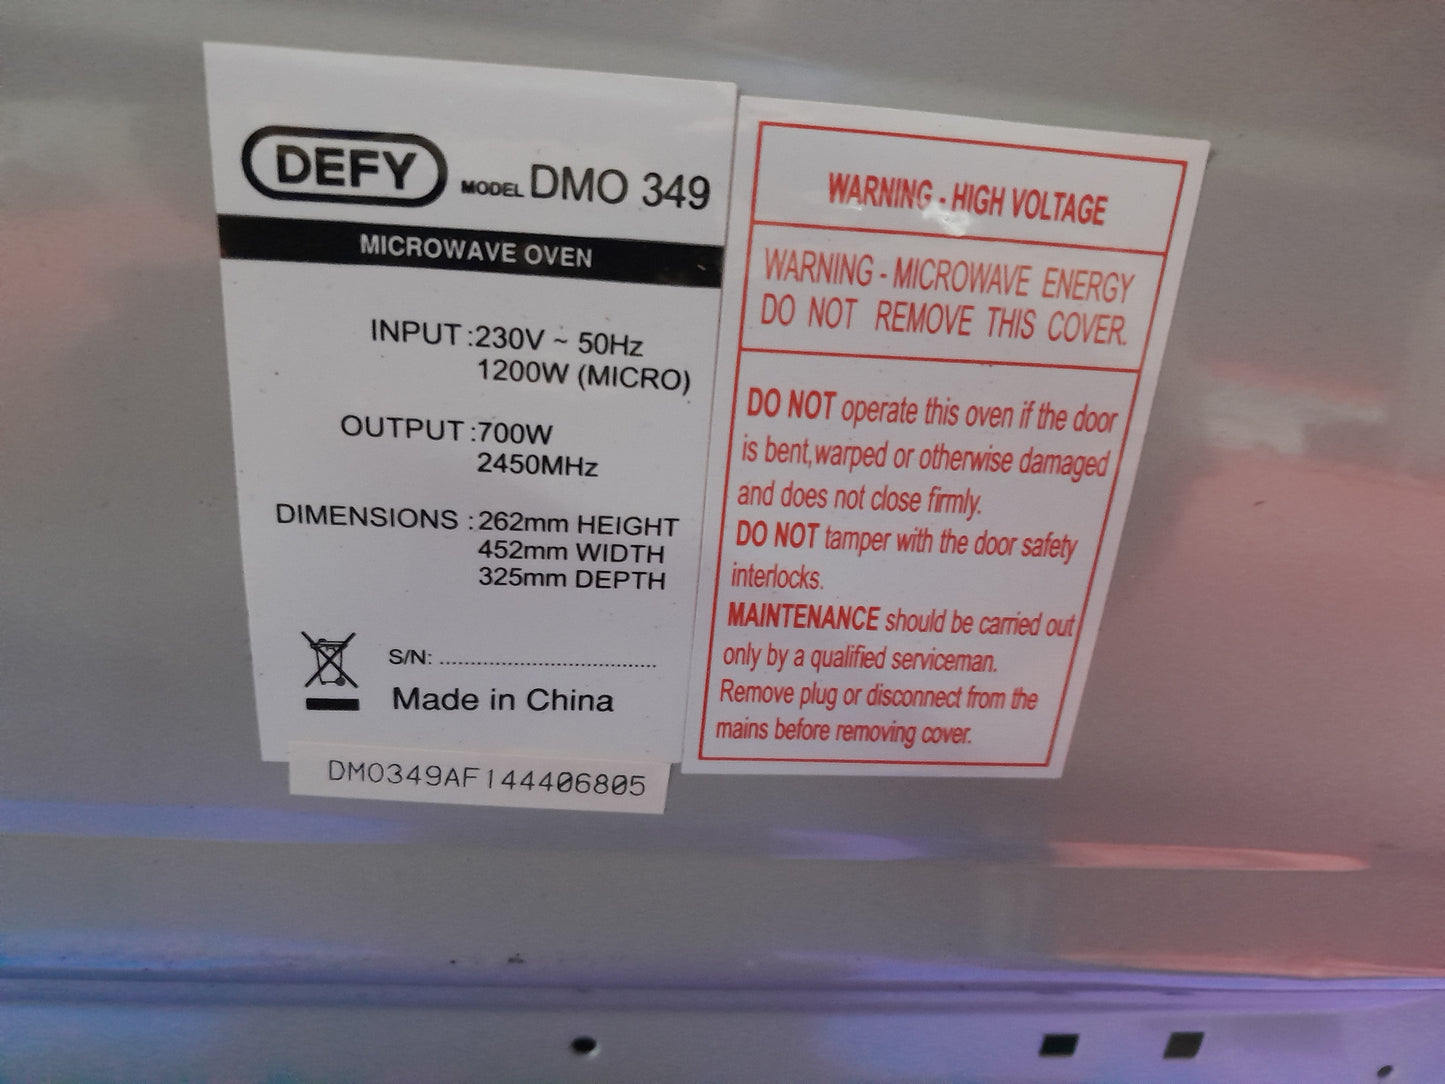 DEFY MODEL DMO 349
MICROWAVE OVEN
INPUT :230V ~ 50Hz
1200W (MICRO)
OUTPUT :700W
2450MHz
DIMENSIONS : 262mm HEIGHT
452mm WIDTH
325mm DEPTH
S/N: ....................................
Made in China
DMO349AF144406805
WARNING - HIGH VOLTAGE
WARNING - MICROWAVE ENERGY
DO NOT REMOVE THIS COVER.
DO NOT operate this oven if the door
is bent,warped or otherwise damaged
and does not close firmly.
DO NOT tamper with the door safety
interlocks.
MAINTENANCE should be carried out
only by a qualified serviceman.
Remove plug or disconnect from the
mains before removing cover.